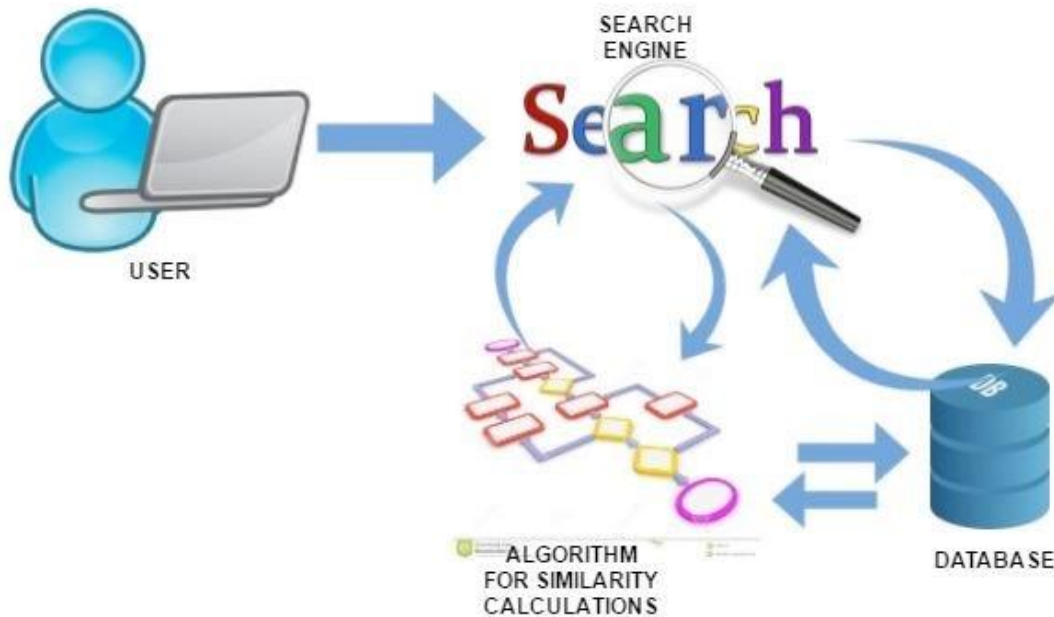 SEARCH
ENGINE
Search
USER
DB
ALGORITHM
FOR SIMILARITY
CALCULATIONS
DATABASE